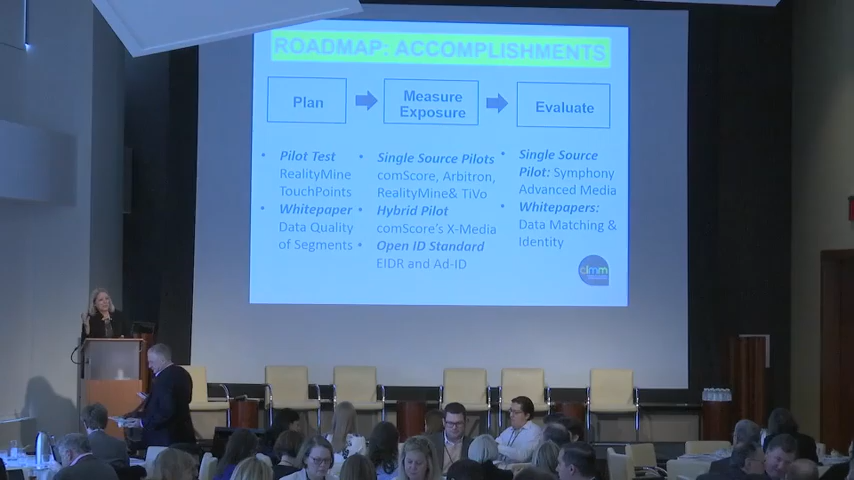 ROADMAP: ACCOMPLISHMENTS
Plan
Measure
Exposure
Evaluate
• Pilot Test
RealityMine
TouchPoints
• Whitepaper
Data Quality
of Segments
• Single Source Pilots
comScore, Arbitron,
RealityMine& TiVo
• Hybrid Pilot
comScore's X-Media
• Open ID Standard
EIDR and Ad-ID
• Single Source
Pilot: Symphony
Advanced Media
• Whitepapers:
Data Matching &
Identity
cimm